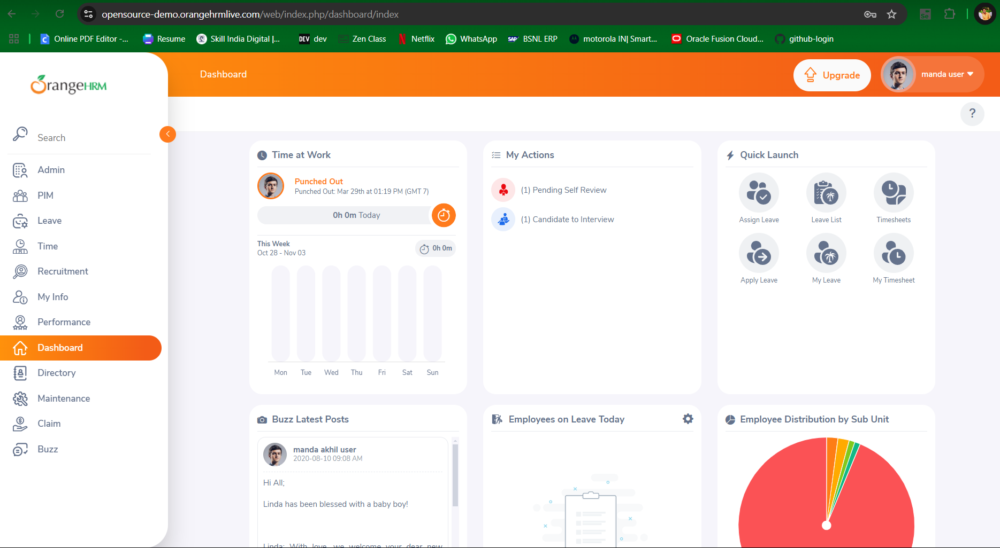 opensource-demo.orangehrmlive.com/web/index.php/dashboard/index
Online PDF Editor -...
Resume
Skill India Digital |...
DEV dev
Zen Class
Netflix
WhatsApp
SAP BSNL ERP
motorola IN| Smart...
Oracle Fusion Cloud...
github-login
OrangeHRM
Dashboard
Upgrade
manda user
?
Search
Admin
PIM
Leave
Time
Recruitment
My Info
Performance
Dashboard
Directory
Maintenance
Claim
Buzz
Time at Work
Punched Out
Punched Out: Mar 29th at 01:19 PM (GMT 7)
0h 0m Today
This Week
Oct 28 - Nov 03
0h 0m
Mon Tue Wed Thu Fri Sat Sun
My Actions
(1) Pending Self Review
(1) Candidate to Interview
Quick Launch
Assign Leave
Leave List
Timesheets
Apply Leave
My Leave
My Timesheet
Buzz Latest Posts
manda akhil user
2020-08-10 09:08 AM
Hi All;
Linda has been blessed with a baby boy!
Linda: With love, we welcome your dear new
Employees on Leave Today
Employee Distribution by Sub Unit